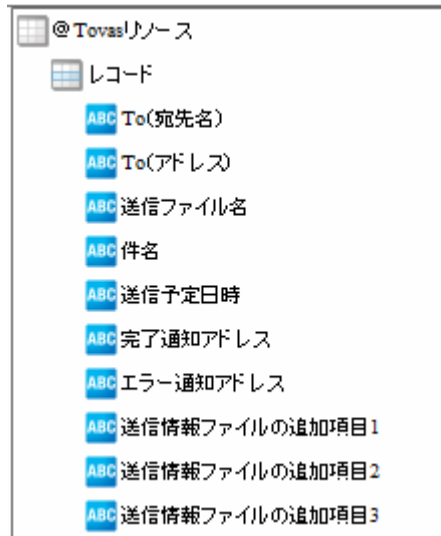 @Tovasリソース
レコード
ABC To(宛先名)
ABC To(アドレス)
ABC 送信ファイル名
ABC 件名
ABC 送信予定日時
ABC 完了通知アドレス
ABC エラー通知アドレス
ABC 送信情報ファイルの追加項目1
ABC 送信情報ファイルの追加項目2
ABC 送信情報ファイルの追加項目3